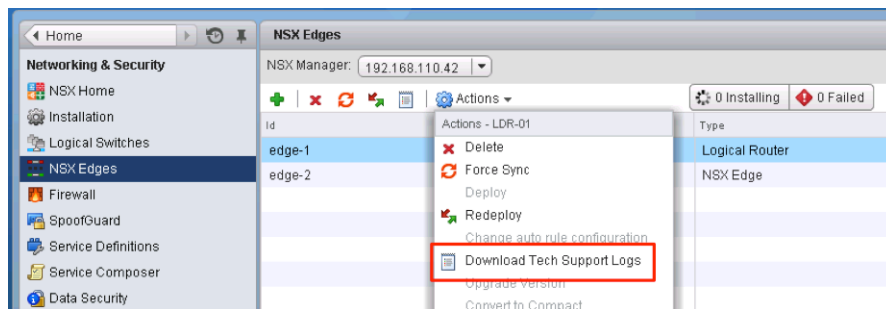 Home
NSX Edges
Networking & Security
NSX Manager: 192.168.110.42
NSX Home
Actions
0 Installing
0 Failed
Installation
Id
Actions - LDR-01
Type
Logical Switches
edge-1
Delete
Logical Router
NSX Edges
edge-2
Force Sync
NSX Edge
Firewall
Deploy
SpoofGuard
Redeploy
Change auto rule configuration
Service Definitions
Download Tech Support Logs
Service Composer
Upgrade Version
Data Security
Convert to Compact